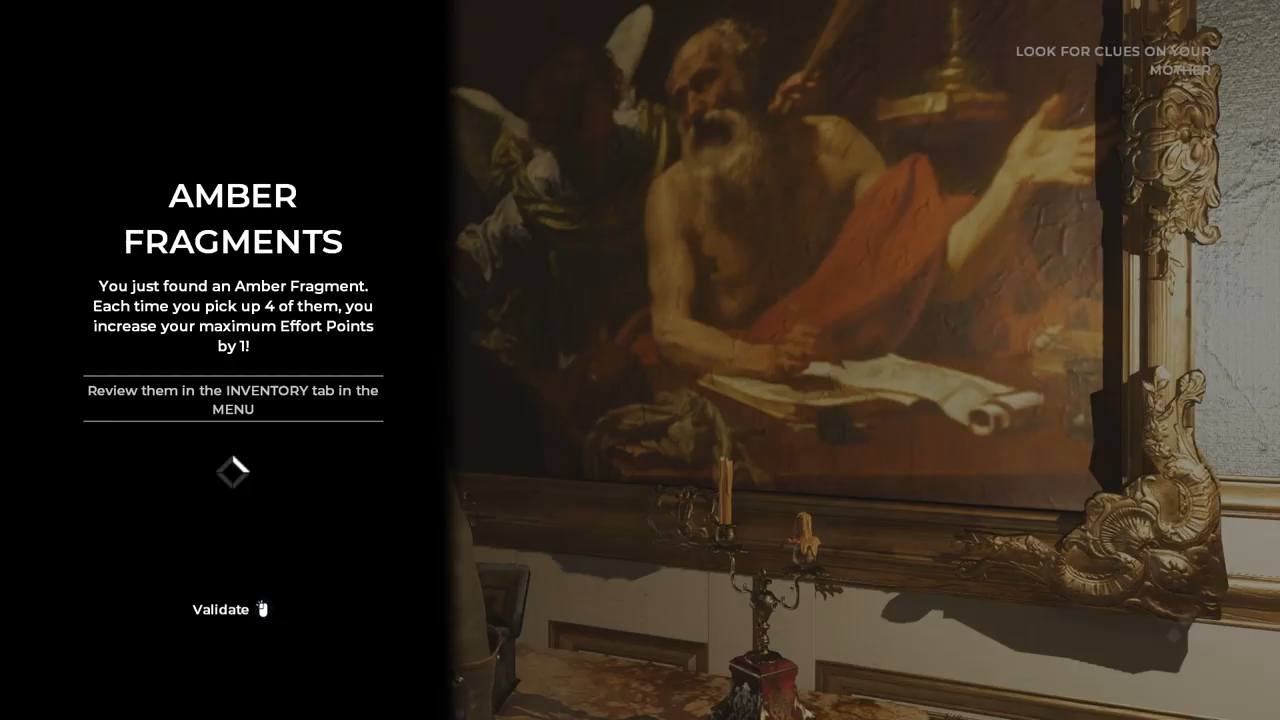 LOOK FOR CLUES ON YOUR
MOTHER
AMBER
FRAGMENTS
You just found an Amber Fragment.
Each time you pick up 4 of them, you
increase your maximum Effort Points
by 1!
Review them in the INVENTORY tab in the
MENU
Validate